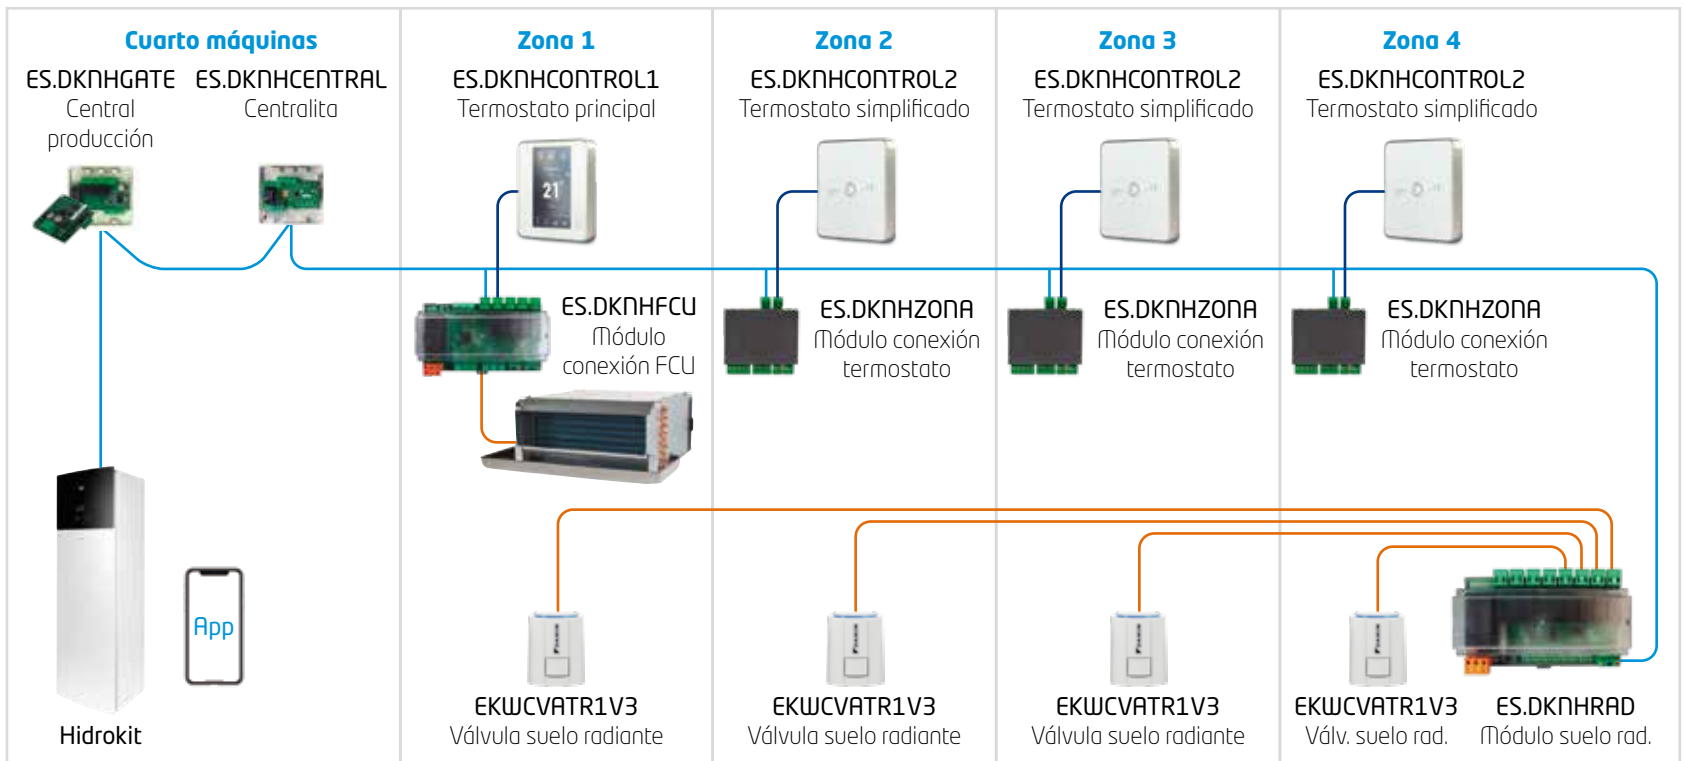 Cuarto máquinas
ES.DKNHGATE
Central
producción
ES.DKNHCENTRAL
Centralita
Hidrokit
App
Zona 1
ES.DKNHCONTROL1
Termostato principal
21°
ES.DKNHFCU
Módulo
conexión FCU
EKWCVATR1V3
Válvula suelo radiante
Zona 2
ES.DKNHCONTROL2
Termostato simplificado
ES.DKNHZONA
Módulo conexión
termostato
DAIKIN
EKWCVATR1V3
Válvula suelo radiante
Zona 3
ES.DKNHCONTROL2
Termostato simplificado
ES.DKNHZONA
Módulo conexión
termostato
DAIKIN
EKWCVATR1V3
Válvula suelo radiante
Zona 4
ES.DKNHCONTROL2
Termostato simplificado
ES.DKNHZONA
Módulo conexión
termostato
DAIKIN
EKWCVATR1V3
Válv. suelo rad.
ES.DKNHRAD
Módulo suelo rad.